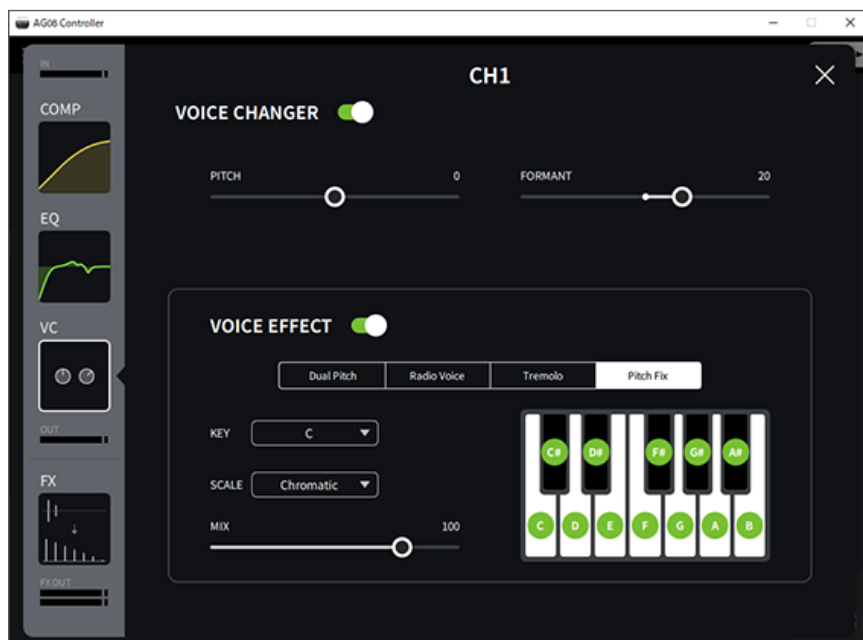 AG08 Controller
IN
CH1
COMP
VOICE CHANGER
PITCH 0 FORMANT 20
EQ
VC
VOICE EFFECT
Dual Pitch Radio Voice Tremolo Pitch Fix
KEY C
OUT
SCALE Chromatic
MIX 100
C# D# F# G# A#
C D E F G A B
FX
FX OUT